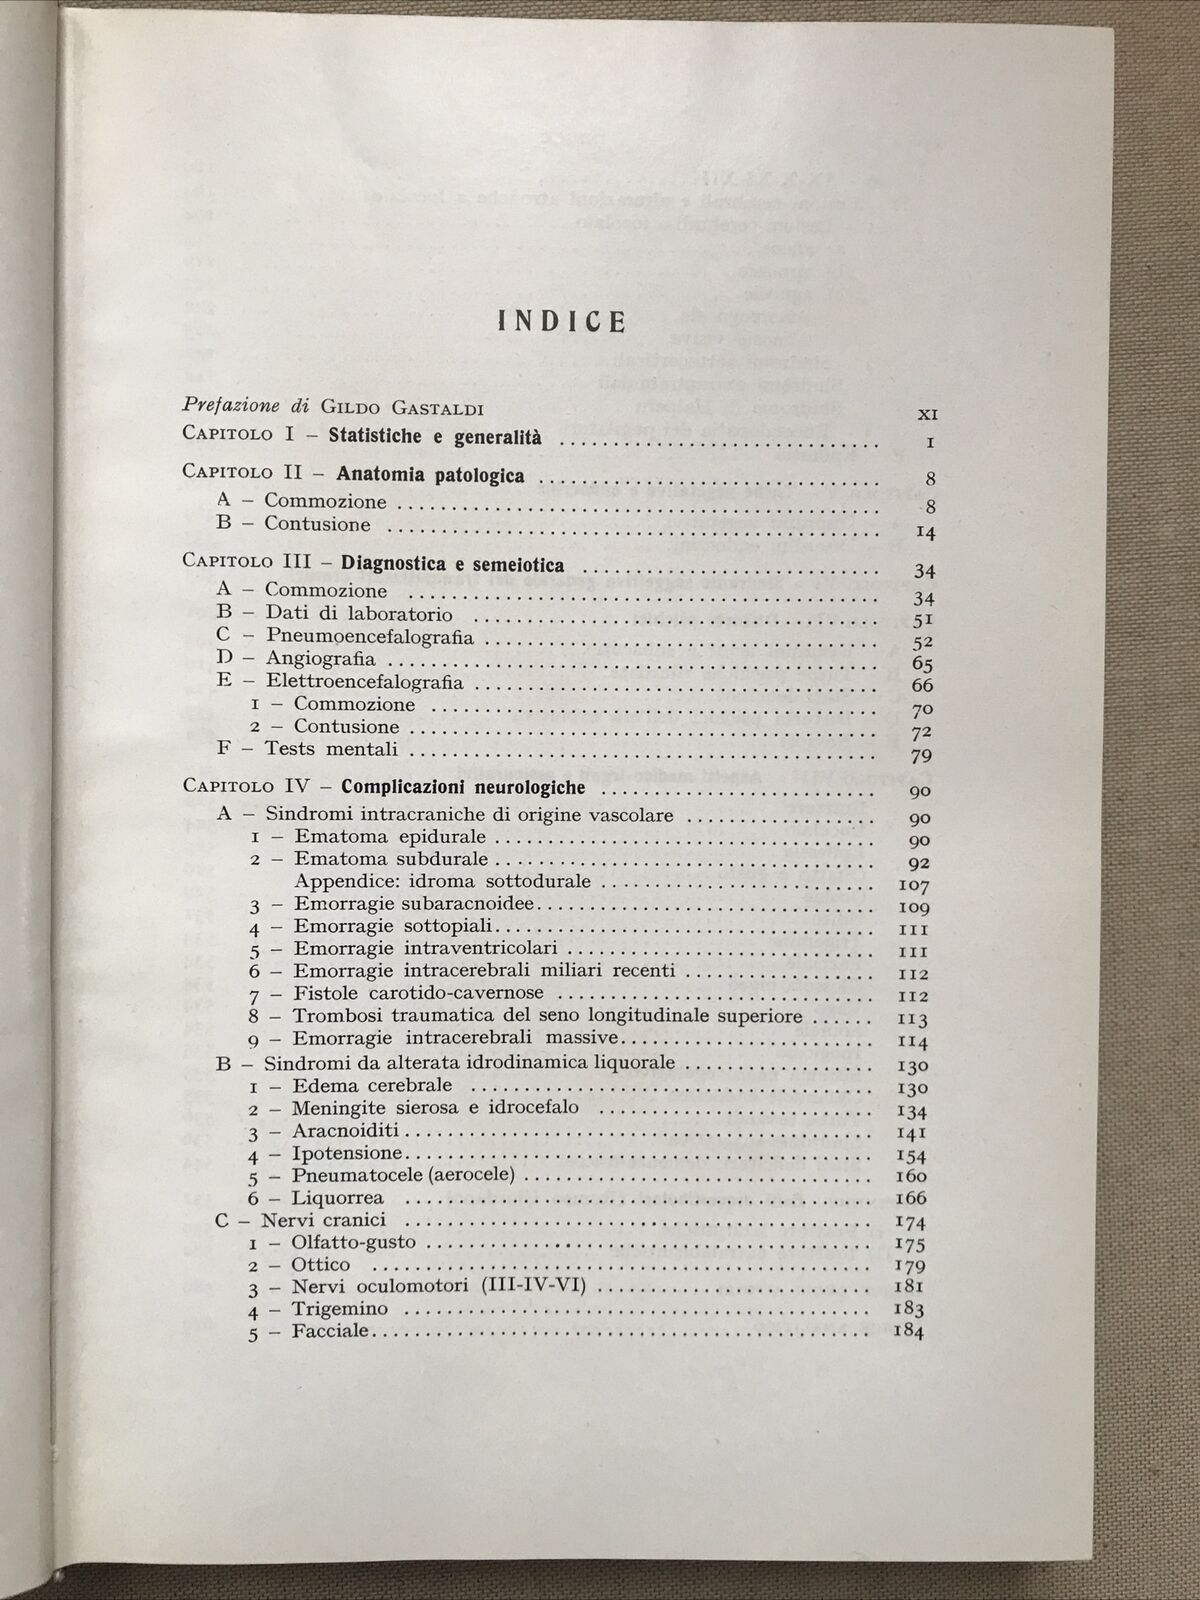 INDICE
Prefazione di GILDO GASTALDI XI
CAPITOLO I – Statistiche e generalità 1
CAPITOLO II – Anatomia patologica 8
A – Commozione 8
B – Contusione 14
CAPITOLO III – Diagnostica e semeiotica 34
A – Commozione 34
B – Dati di laboratorio 51
C – Pneumoencefalografia 52
D – Angiografia 65
E – Elettroencefalografia 66
1 – Commozione 70
2 – Contusione 72
F – Tests mentali 79
CAPITOLO IV – Complicazioni neurologiche 90
A – Sindromi intracraniche di origine vascolare 90
1 – Ematoma epidurale 90
2 – Ematoma subdurale 92
Appendice: idroma sottodurale 107
3 – Emorragie subaracnoidee 109
4 – Emorragie sottopiali 111
5 – Emorragie intraventricolari 111
6 – Emorragie intracerebrali miliari recenti 112
7 – Fistole carotido-cavernose 112
8 – Trombosi traumatica del seno longitudinale superiore 113
9 – Emorragie intracerebrali massive 114
B – Sindromi da alterata idrodinamica liquorale 130
1 – Edema cerebrale 130
2 – Meningite sierosa e idrocefalo 134
3 – Aracnoiditi 141
4 – Ipotensione 154
5 – Pneumatocele (aerocele) 160
6 – Liquorrea 166
C – Nervi cranici 174
1 – Olfatto-gusto 175
2 – Ottico 179
3 – Nervi oculomotori (III-IV-VI) 181
4 – Trigemino 183
5 – Facciale 184